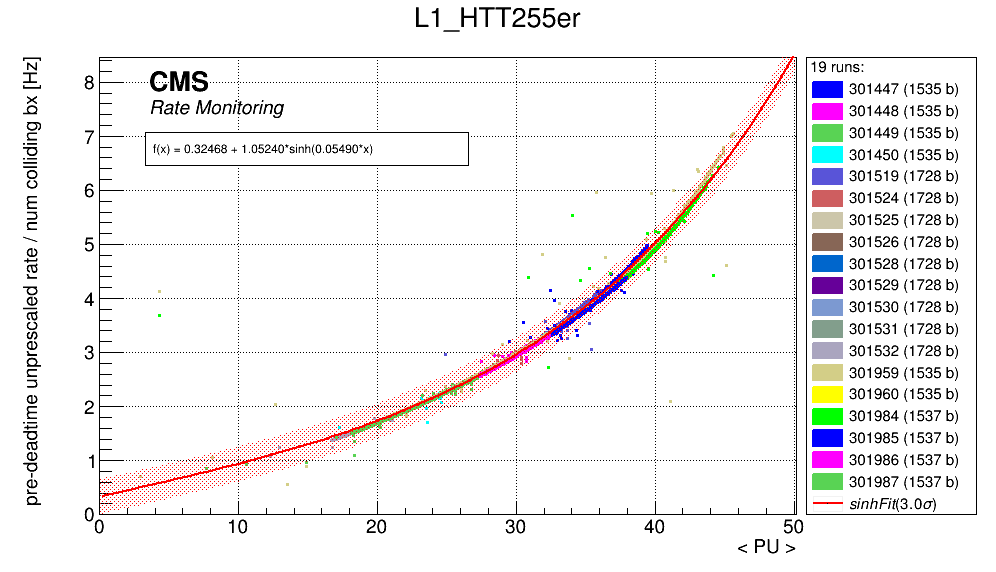 L1_HTT255er
pre-deadtime unprescaled rate / num colliding bx [Hz]
CMS
Rate Monitoring
f(x) = 0.32468 + 1.05240*sinh(0.05490*x)
8
7
6
5
4
3
2
1
0
0 10 20 30 40 50
< PU >
19 runs:
301447 (1535 b)
301448 (1535 b)
301449 (1535 b)
301450 (1535 b)
301519 (1728 b)
301524 (1728 b)
301525 (1728 b)
301526 (1728 b)
301528 (1728 b)
301529 (1728 b)
301530 (1728 b)
301531 (1728 b)
301532 (1728 b)
301959 (1535 b)
301960 (1535 b)
301984 (1537 b)
301985 (1537 b)
301986 (1537 b)
301987 (1537 b)
sinhFit(3.0σ)